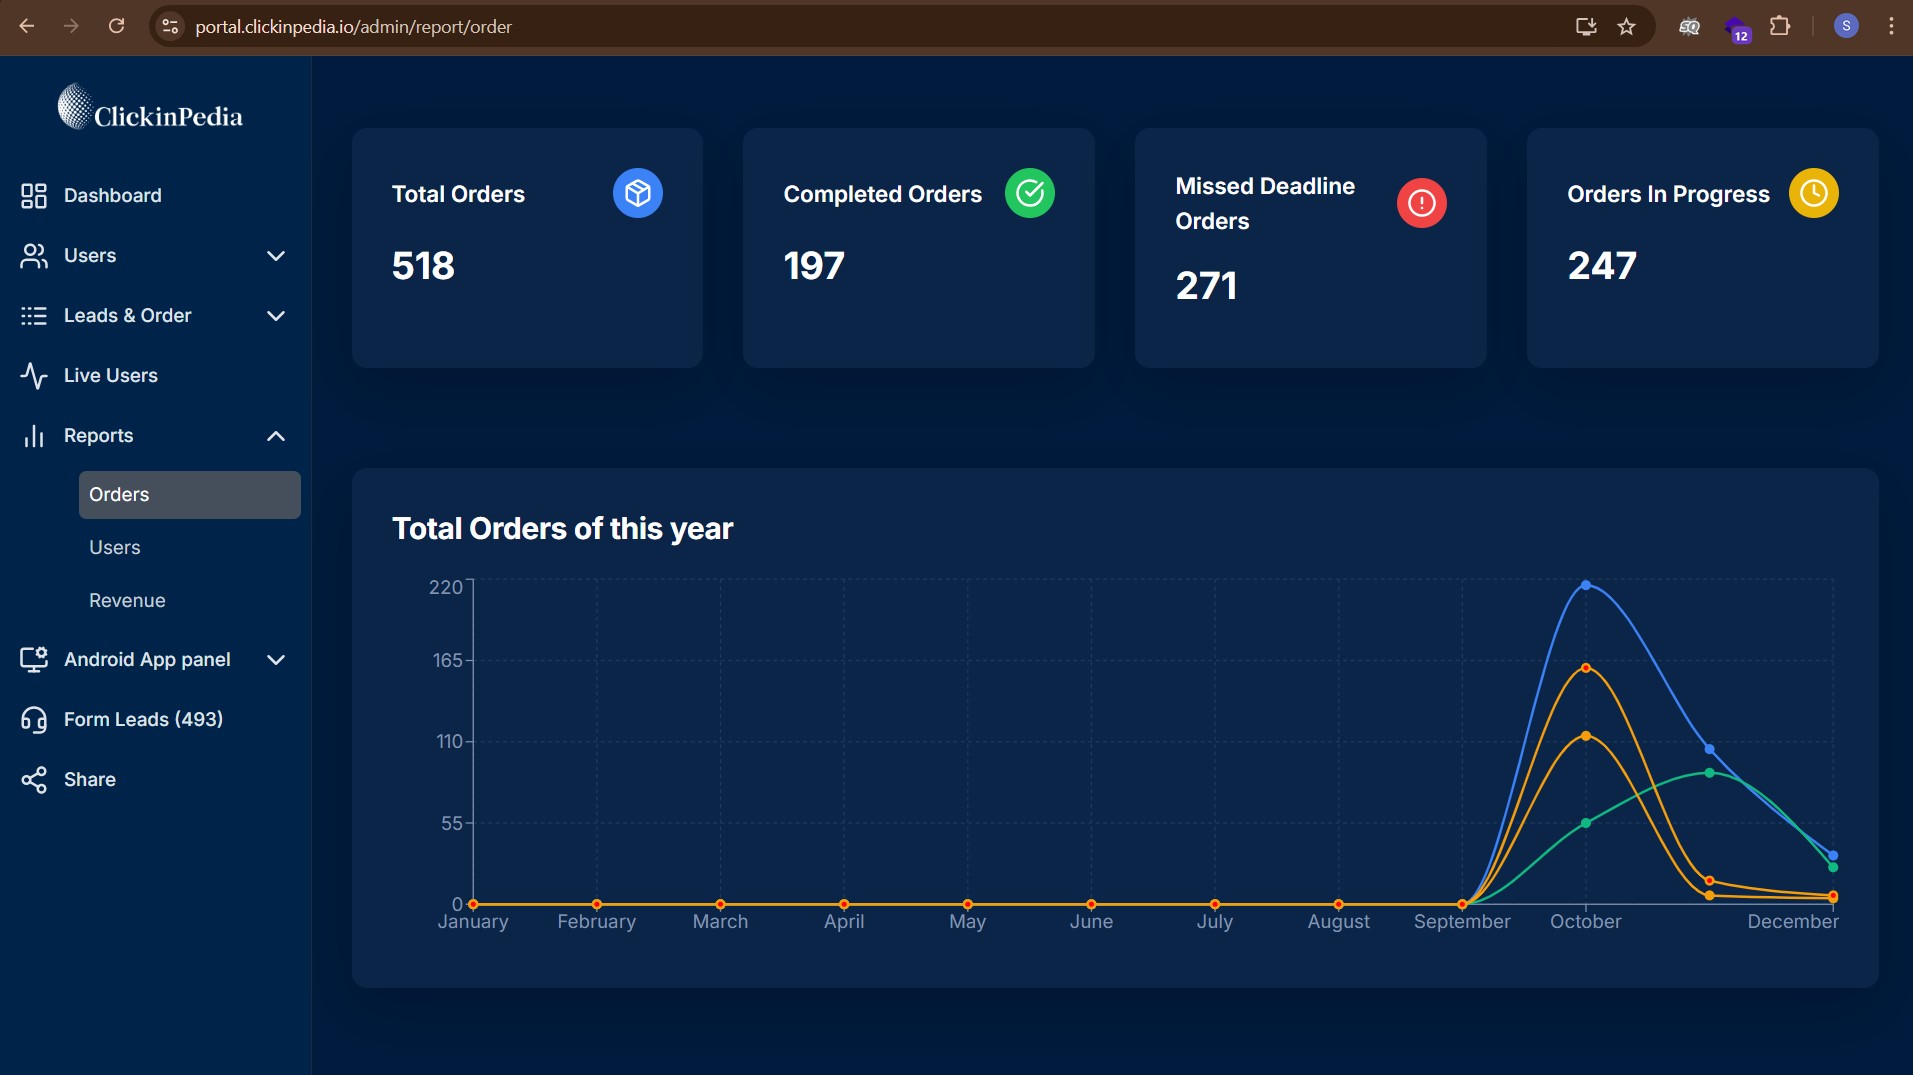 portal.clickinpedia.io/admin/report/order
SQ
12
S
ClickinPedia
Dashboard
Users
Leads & Order
Live Users
Reports
Orders
Users
Revenue
Android App panel
Form Leads (493)
Share
Total Orders
518
Completed Orders
197
Missed Deadline
Orders
271
Orders In Progress
247
Total Orders of this year
220
165
110
55
0
January February March April May June July August September October December